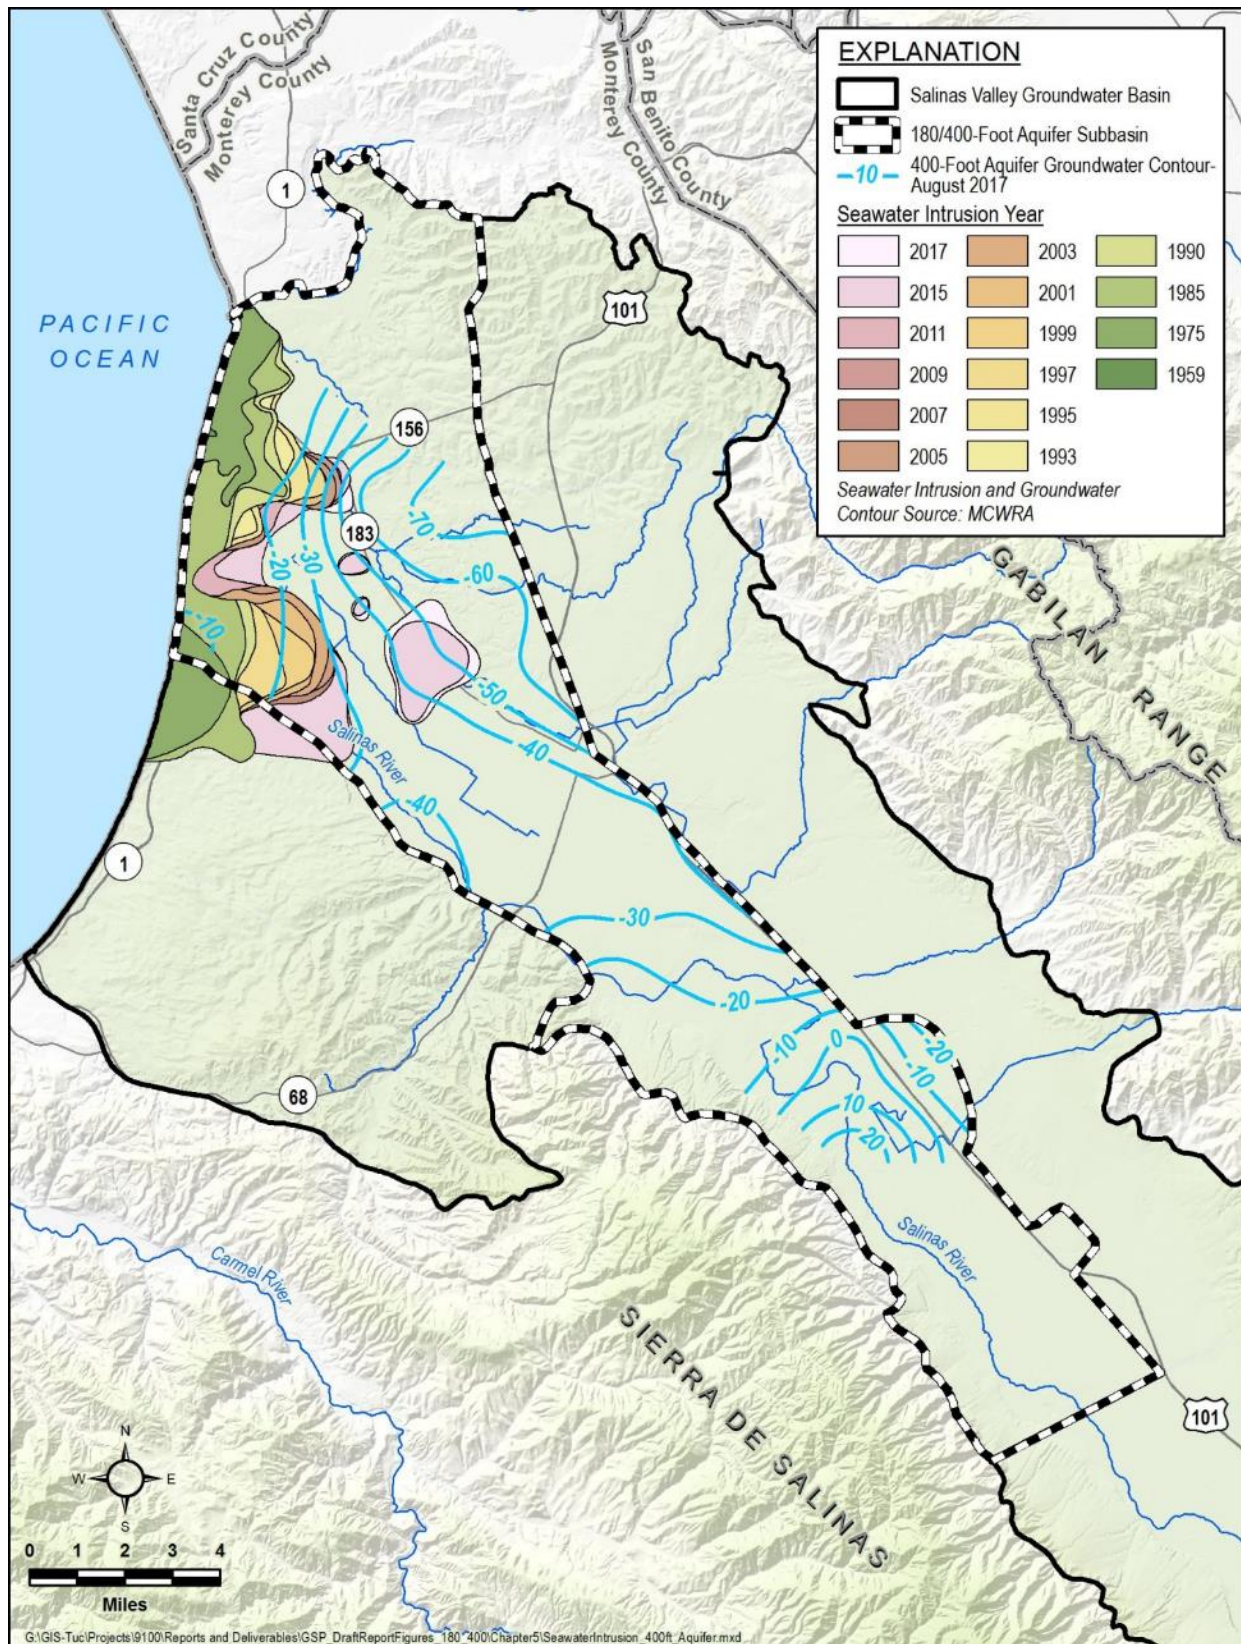 EXPLANATION
Salinas Valley Groundwater Basin
180/400-Foot Aquifer Subbasin
-10
400-Foot Aquifer Groundwater Contour-
August 2017
Seawater Intrusion Year
2017 2003 1990
2015 2001 1985
2011 1999 1975
2009 1997 1959
2007 1995
2005 1993
Seawater Intrusion and Groundwater
Contour Source: MCWRA
Santa Cruz County
Monterey County
San Benito County
Monterey County
1
101
PACIFIC
OCEAN
156
-70
183
-20
-30
-60
-10
-50
-40
Salinas River
-40
GABILAN
RANGE
1
-30
-20
-10
0
-20
-10
10
20
68
Salinas
River
Carmel River
SIERRA DE SALINAS
101
N
W E
S
0 1 2 3 4
Miles
G:\GIS-Tuc\Projects\9100\Reports and Deliverables\GSP_DraftReportFigures_180_400\Chapter5\SeawaterIntrusion_400ft_Aquifer.mxd